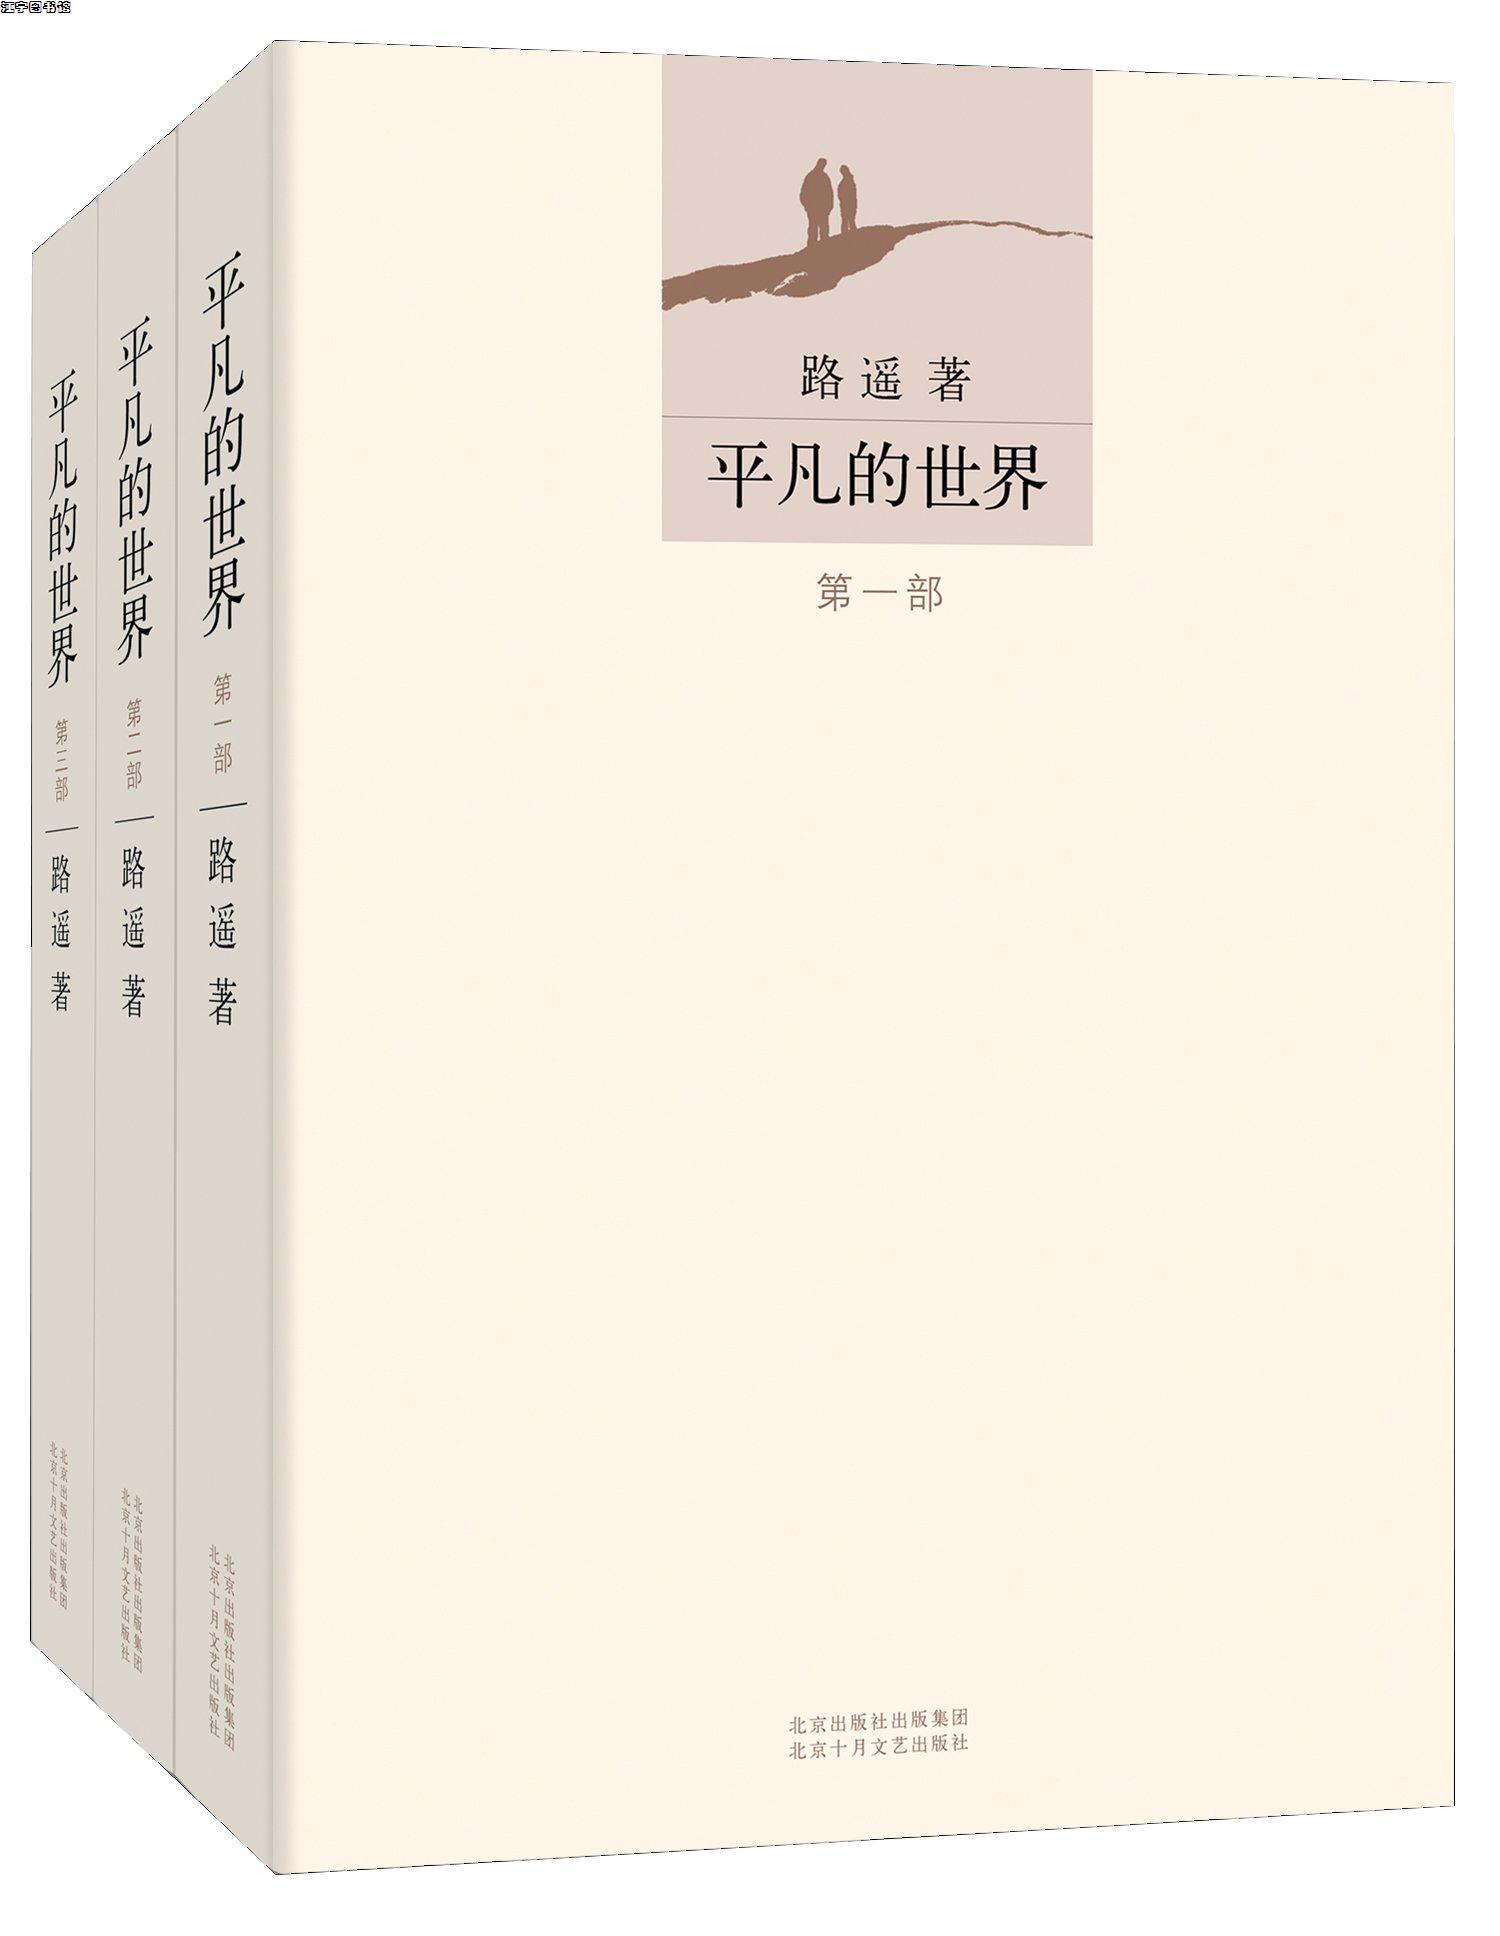 江宇图书馆
路遥 著
平凡的世界
第一部
北京出版社出版集团
北京十月文艺出版社
平凡的世界 第一部 路遥 著
北京出版社出版集团
北京十月文艺出版社
平凡的世界 第二部 路遥 著
北京出版社出版集团
北京十月文艺出版社
平凡的世界 第三部 路遥 著
北京出版社出版集团
北京十月文艺出版社